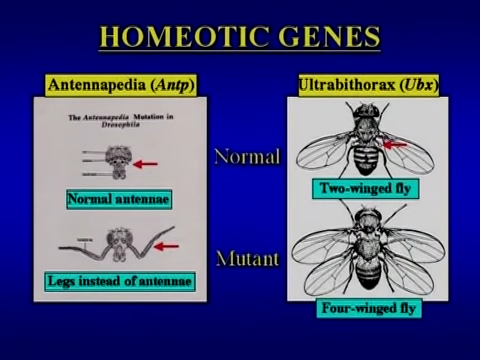 HOMEOTIC GENES
Antennapedia (Antp)
Ultrabithorax (Ubx)
The Antennapedia Mutation in
Drosophila
Normal
Normal antennae
Two-winged fly
Mutant
Legs instead of antennae
Four-winged fly